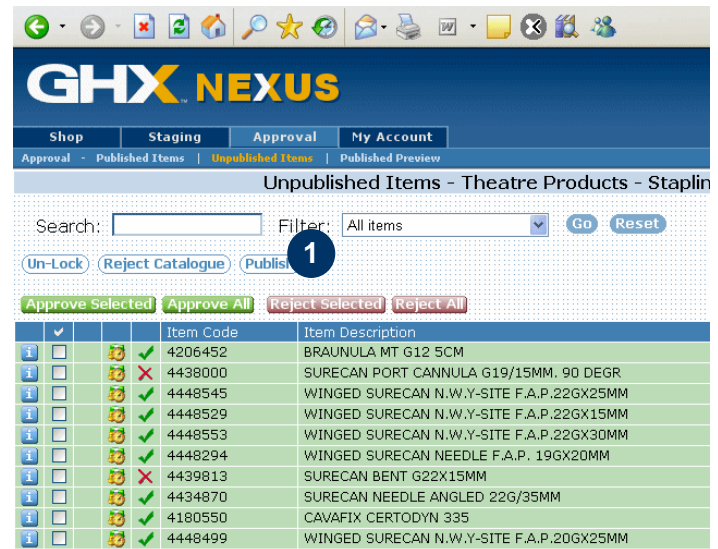 GHX NEXUS
Shop Staging Approval My Account
Approval - Published Items | Unpublished Items | Published Preview
Unpublished Items - Theatre Products -
Search: Filter: All items Go Reset
Un-Lock Reject Catalogue 1
Approve Selected Approve All Reject Selected Reject All
Item Code Item Description
4206452 BRAUNULA MT G12 5CM
4438000 SURECAN PORT CANNULA G19/15MM. 90 DEGR
4448545 WINGED SURECAN N.W.Y-SITE F.A.P.22GX25MM
4448529 WINGED SURECAN N.W.Y-SITE F.A.P.22GX15MM
4448553 WINGED SURECAN N.W.Y-SITE F.A.P.22GX30MM
4448294 WINGED SURECAN NEEDLE F.A.P. 19GX20MM
4439813 SURECAN BENT G22X15MM
4434870 SURECAN NEEDLE ANGLED 22G/35MM
4180550 CAVAFIX CERTODYN 335
4448499 WINGED SURECAN N.W.Y-SITE F.A.P.20GX25MM